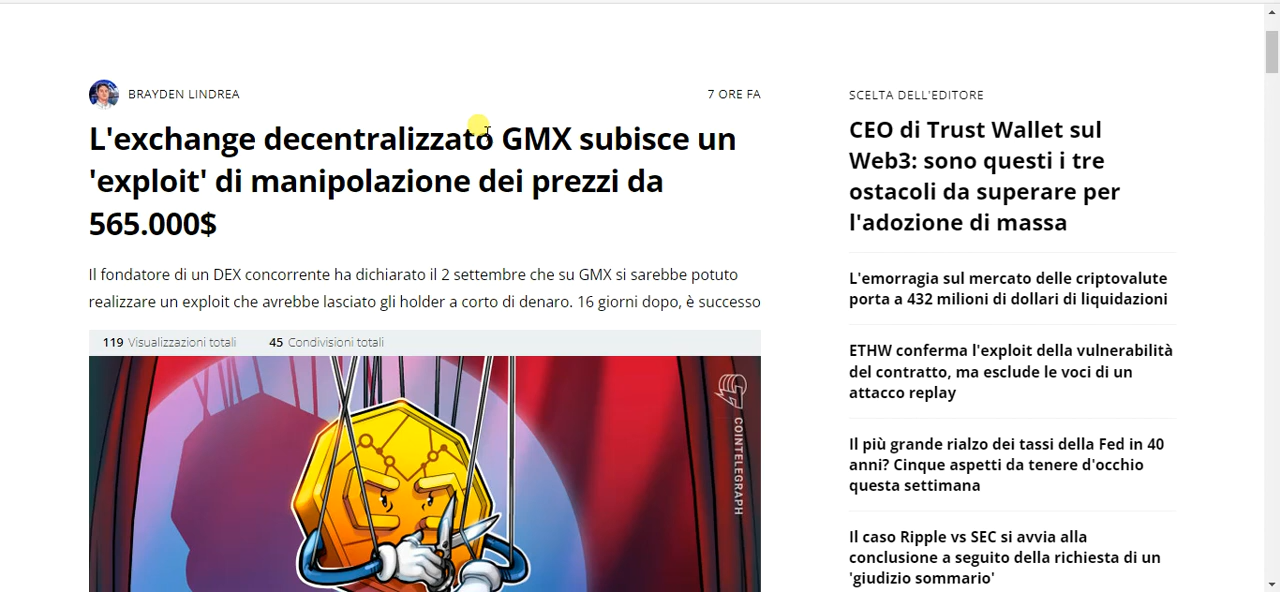 BRAYDEN LINDREA
7 ORE FA
L'exchange decentralizzato GMX subisce un
'exploit' di manipolazione dei prezzi da
565.000$
Il fondatore di un DEX concorrente ha dichiarato il 2 settembre che su GMX si sarebbe potuto
realizzare un exploit che avrebbe lasciato gli holder a corto di denaro. 16 giorni dopo, è successo
119 Visualizzazioni totali
45 Condivisioni totali
COINTELEGRAPH
SCELTA DELL'EDITORE
CEO di Trust Wallet sul
Web3: sono questi i tre
ostacoli da superare per
l'adozione di massa
L'emorragia sul mercato delle criptovalute
porta a 432 milioni di dollari di liquidazioni
ETHW conferma l'exploit della vulnerabilità
del contratto, ma esclude le voci di un
attacco replay
Il più grande rialzo dei tassi della Fed in 40
anni? Cinque aspetti da tenere d'occhio
questa settimana
Il caso Ripple vs SEC si avvia alla
conclusione a seguito della richiesta di un
'giudizio sommario'